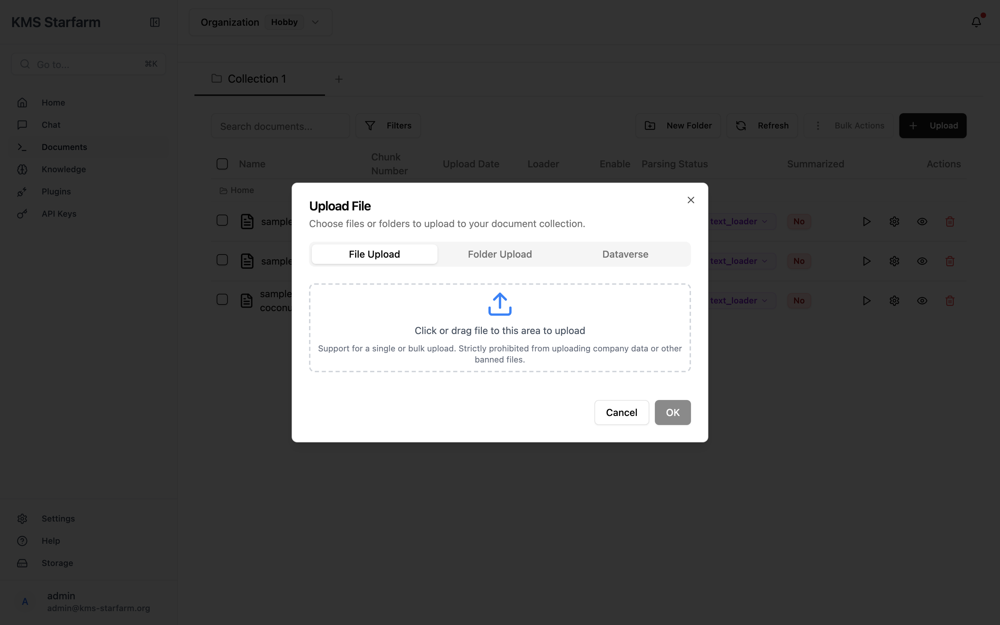 KMS Starfarm
Organization Hobby
Go to... ⌘K
Home
Chat
Documents
Knowledge
Plugins
API Keys
Settings
Help
Storage
A
admin
admin@kms-starfarm.org
Collection 1
Search documents...
Filters
New Folder
Refresh
Bulk Actions
Upload
Name
Chunk
Number
Upload Date
Loader
Enable
Parsing Status
Summarized
Actions
Home
sample
text_loader
No
sample
text_loader
No
sample
coconu
text_loader
No
Upload File
Choose files or folders to upload to your document collection.
File Upload
Folder Upload
Dataverse
Click or drag file to this area to upload
Support for a single or bulk upload. Strictly prohibited from uploading company data or other
banned files.
Cancel
OK